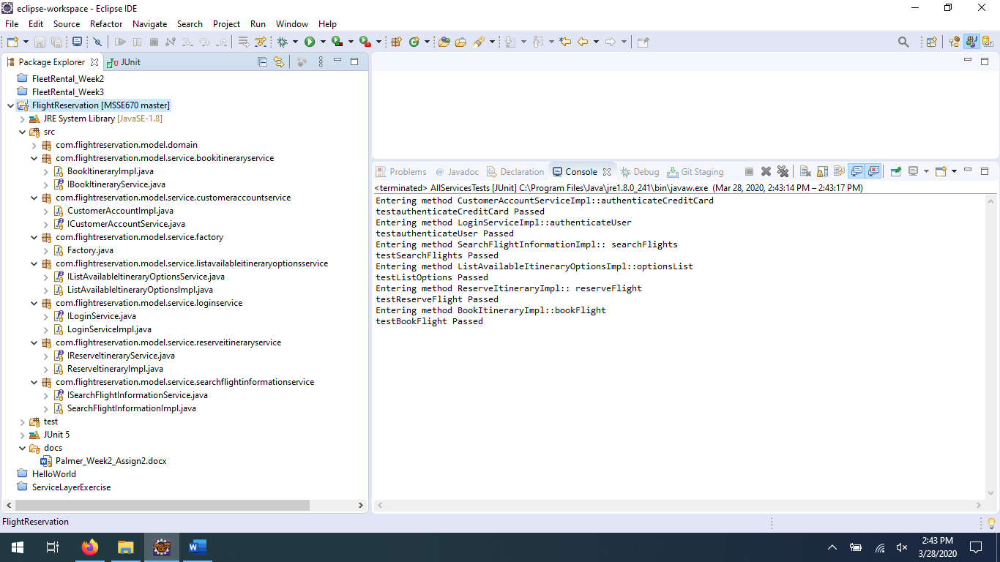 eclipse-workspace - Eclipse IDE
File Edit Source Refactor Navigate Search Project Run Window Help
Package Explorer JUnit
FleetRental_Week2
FleetRental_Week3
FlightReservation [MSSE670 master]
JRE System Library [JavaSE-1.8]
src
com.flightreservation.model.domain
com.flightreservation.model.service.bookitineraryservice
BookItineraryImpl.java
IBookItineraryService.java
com.flightreservation.model.service.customeraccountservice
CustomerAccountImpl.java
ICustomerAccountService.java
com.flightreservation.model.service.factory
Factory.java
com.flightreservation.model.service.listavailableitineraryoptionsservice
IListAvailableItineraryOptionsService.java
ListAvailableItineraryOptionsImpl.java
com.flightreservation.model.service.loginservice
ILoginService.java
LoginServiceImpl.java
com.flightreservation.model.service.reserveitineraryservice
IReserveItineraryService.java
ReserveItineraryImpl.java
com.flightreservation.model.service.searchflightinformationservice
ISearchFlightInformationService.java
SearchFlightInformationImpl.java
test
JUnit 5
docs
Palmer_Week2_Assign2.docx
HelloWorld
ServiceLayerExercise
Problems @ Javadoc Declaration Console Debug Git Staging
<terminated> AllServicesTests [JUnit] C:\Program Files\Java\jre1.8.0_241\bin\javaw.exe (Mar 28, 2020, 2:43:14 PM – 2:43:17 PM)
Entering method CustomerAccountServiceImpl::authenticateCreditCard
testauthenticateCreditCard Passed
Entering method LoginServiceImpl::authenticateUser
testauthenticateUser Passed
Entering method SearchFlightInformationImpl:: searchFlights
testSearchFlights Passed
Entering method ListAvailableItineraryOptionsImpl::optionsList
testListOptions Passed
Entering method ReserveItineraryImpl:: reserveFlight
testReserveFlight Passed
Entering method BookItineraryImpl::bookFlight
testBookFlight Passed
FlightReservation
2:43 PM
3/28/2020